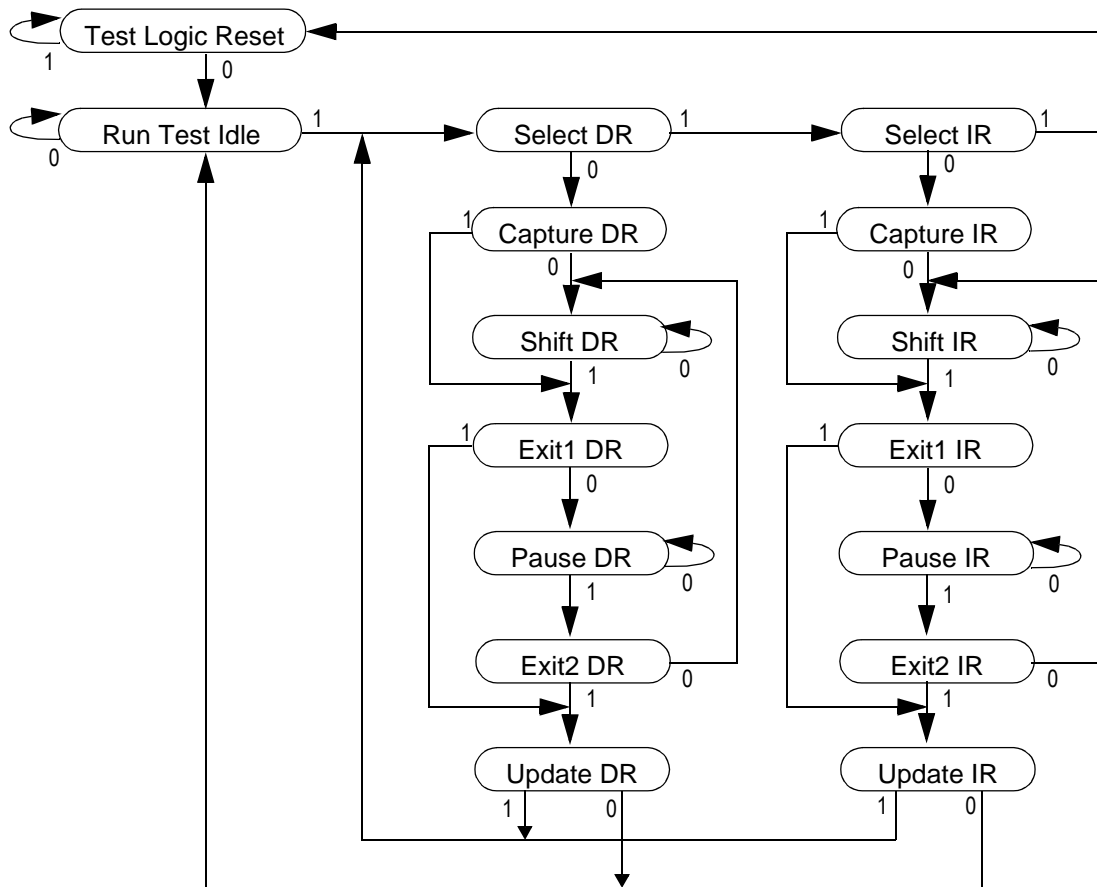 Test Logic Reset
1
0
Run Test Idle
1
Select DR
1
Select IR
1
0
0
0
1
Capture DR
1
Capture IR
0
0
Shift DR
Shift IR
0
0
1
1
1
Exit1 DR
1
Exit1 IR
0
0
Pause DR
Pause IR
0
0
1
1
Exit2 DR
Exit2 IR
0
0
1
1
Update DR
Update IR
1
0
1
0